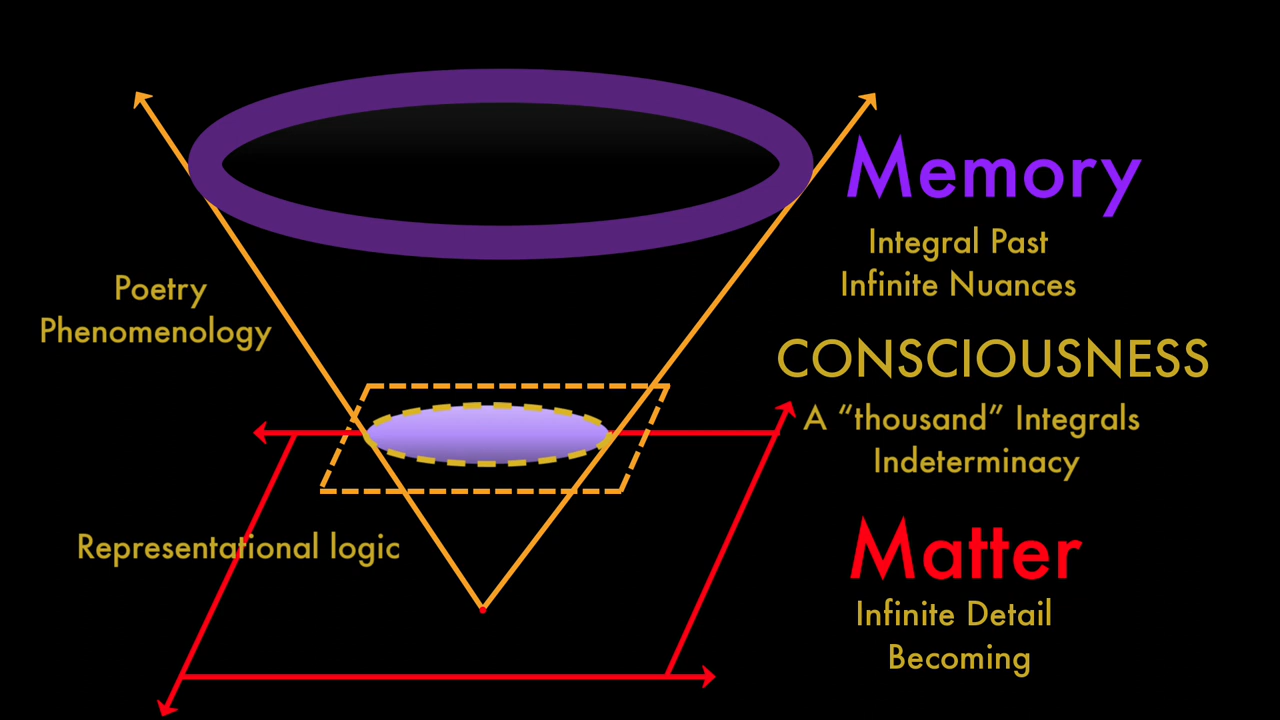 Memory
Integral Past
Infinite Nuances
Poetry
Phenomenology
CONSCIOUSNESS
A “thousand” Integrals
Indeterminacy
Representational logic
Matter
Infinite Detail
Becoming